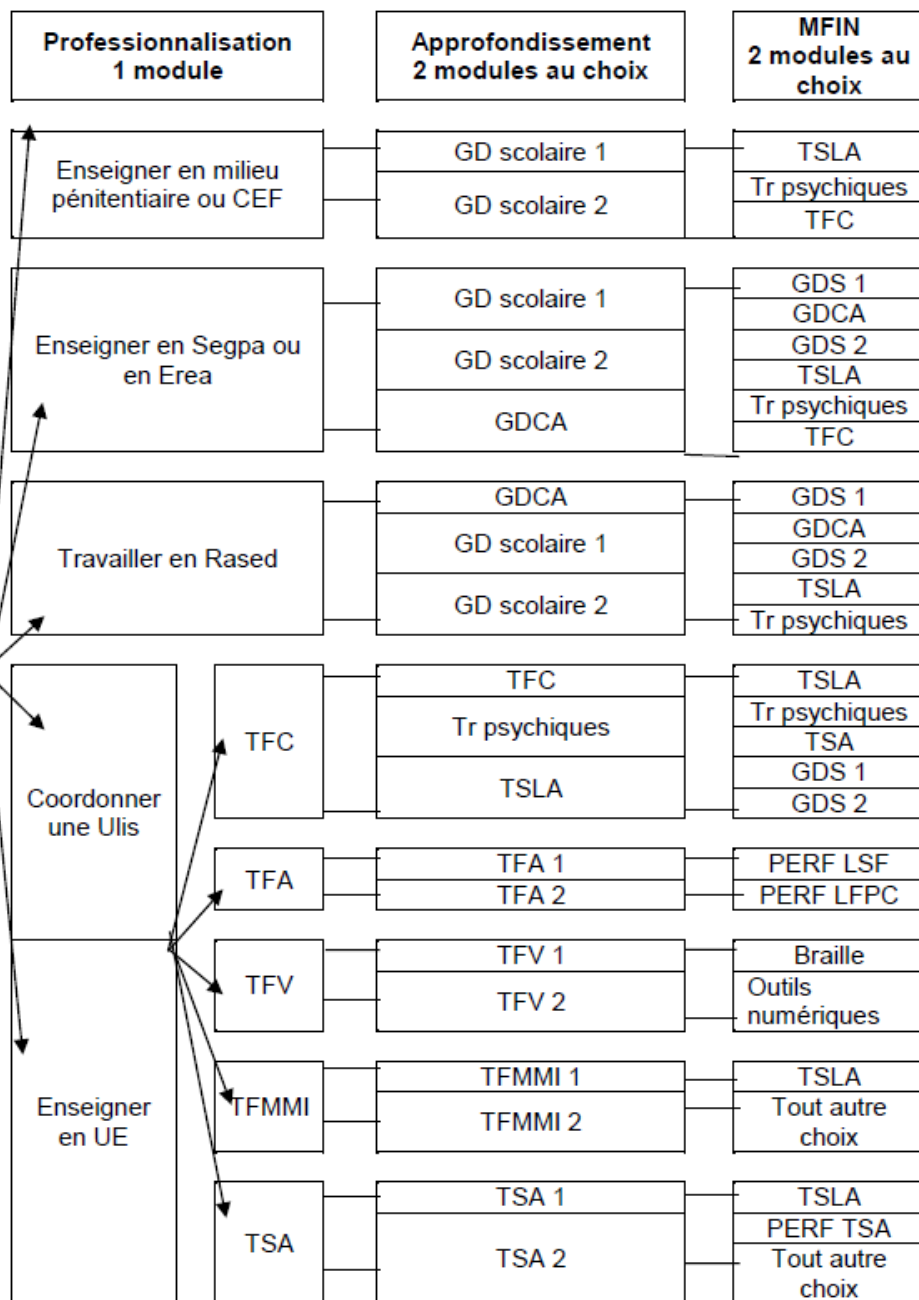 Professionnalisation
1 module
Approfondissement
2 modules au choix
MFIN
2 modules au
choix
Enseigner en milieu
pénitentiaire ou CEF
GD scolaire 1
GD scolaire 2
TSLA
Tr psychiques
TFC
Enseigner en Segpa ou
en Erea
GD scolaire 1
GD scolaire 2
GDCA
GDS 1
GDCA
GDS 2
TSLA
Tr psychiques
TFC
Travailler en Rased
GDCA
GD scolaire 1
GD scolaire 2
GDS 1
GDCA
GDS 2
TSLA
Tr psychiques
Coordonner
une Ulis
Enseigner
en UE
TFC
TFC
Tr psychiques
TSLA
TSLA
Tr psychiques
TSA
GDS 1
GDS 2
TFA
TFA 1
TFA 2
PERF LSF
PERF LFPC
TFV
TFV 1
TFV 2
Braille
Outils
numériques
TFMMI
TFMMI 1
TFMMI 2
TSLA
Tout autre
choix
TSA
TSA 1
TSA 2
TSLA
PERF TSA
Tout autre
choix